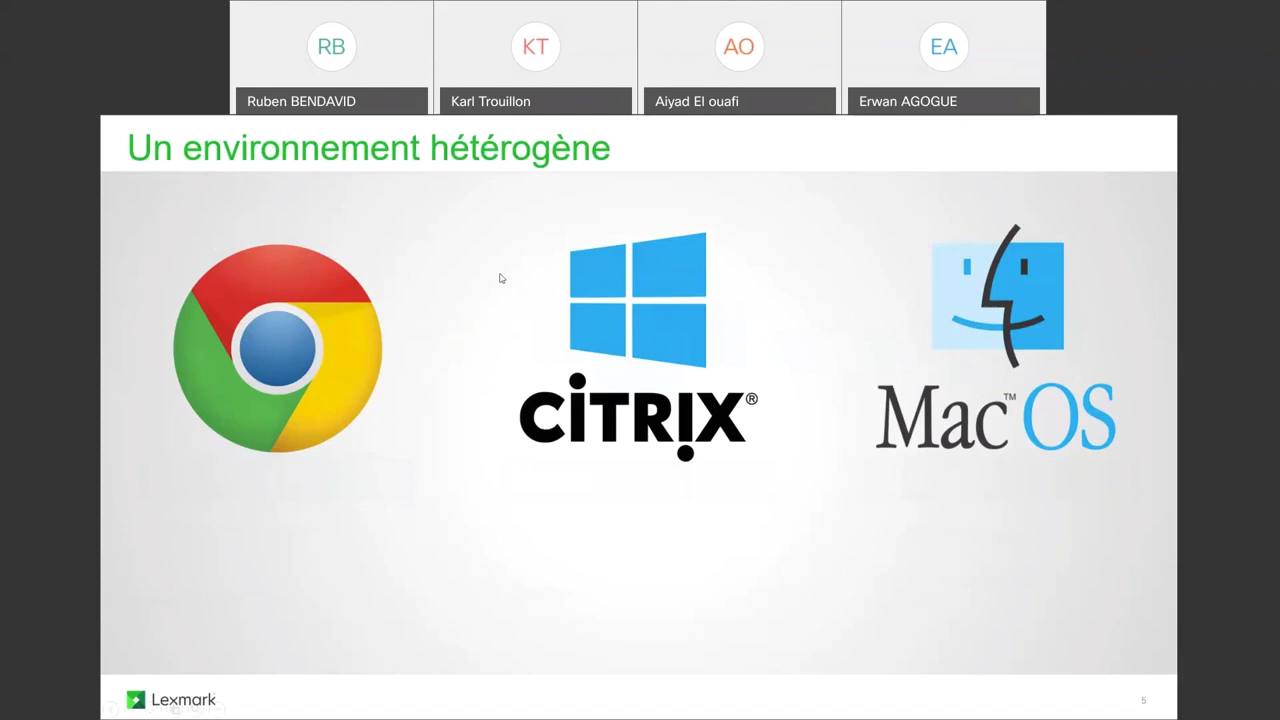 RB
KT
AO
EA
Ruben BENDAVID
Karl Trouillon
Aiyad El ouafi
Erwan AGOGUE
Un environnement hétérogène
CiTRIX®
Mac™OS
Lexmark
5